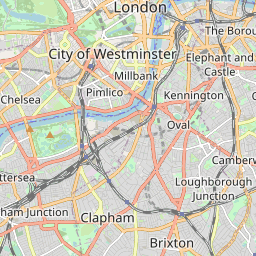 London
The Borou
City of Westminster
Elephant and
Castle
Millbank
Pimlico
Kennington
Chelsea
Oval
Camberw
ttersea
Loughborough
Junction
ham Junction
Clapham
Brixton